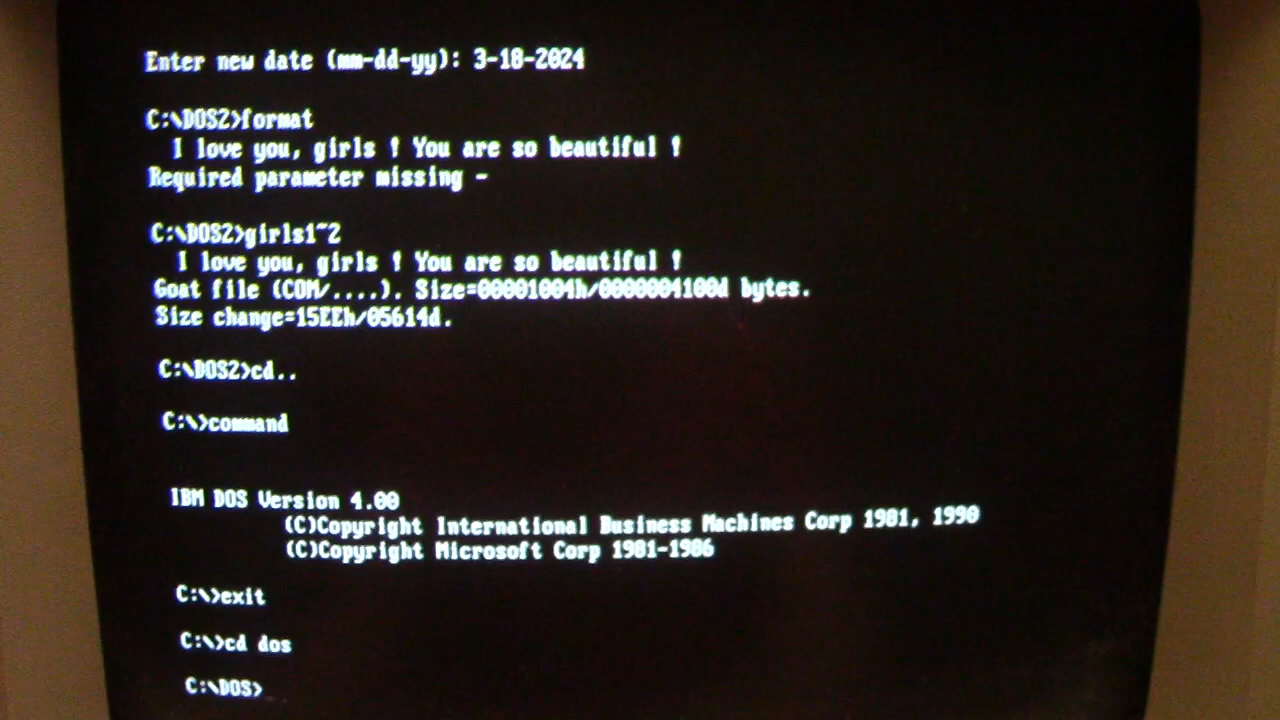 Enter new date (mm-dd-yy): 3-18-2024
C:\DOS2>format
I love you, girls ! You are so beautiful !
Required parameter missing -
C:\DOS2>girls1~2
I love you, girls ! You are so beautiful !
Goat file (COM/....). Size=00001004h/0000004100d bytes.
Size change=15EEh/05614d.
C:\DOS2>cd..
C:\>command
IBM DOS Version 4.00
(C)Copyright International Business Machines Corp 1981, 1990
(C)Copyright Microsoft Corp 1981-1986
C:\>exit
C:\>cd dos
C:\DOS>